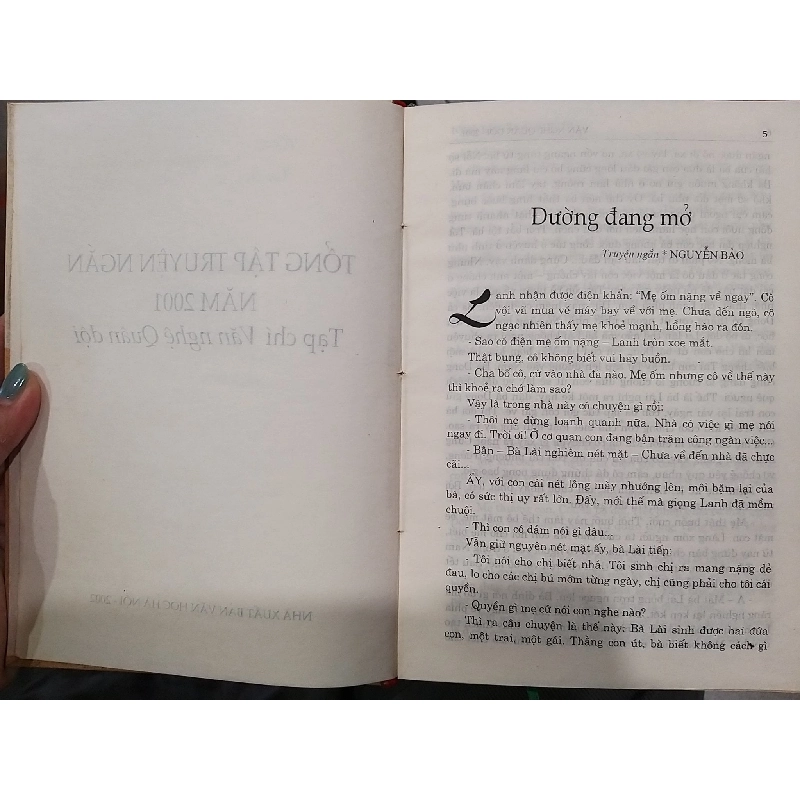 TỔNG TẬP TRUYỆN NGẮN
NĂM 2001
Tạp chí Văn nghệ Quân đội
NHÀ XUẤT BẢN VĂN HỌC HÀ NỘI - 2002
5
Dường đang mở
Truyện ngắn * NGUYỄN BẢO
Lanh nhận được điện khẩn: “Mẹ ốm nặng về ngay”. Cô
vội vã mua vé máy bay về với mẹ. Chưa đến ngõ, cô
ngạc nhiên thấy mẹ khoẻ mạnh, hồng hào ra đón.
- Sao có điện mẹ ốm nặng – Lanh tròn xoe mắt.
Thật bụng, cô không biết vui hay buồn.
- Cha bố cô, cứ vào nhà đã nào. Mẹ ốm nhưng cô về thế này
thì khoẻ ra chớ làm sao?
Vậy là trong nhà này có chuyện gì rồi:
- Thôi mẹ đừng loanh quanh nữa. Nhà có việc gì mẹ nói
ngay đi. Trời ơi! Ở cơ quan con đang bận trăm công ngàn việc...
- Bận – Bà Lài nghiêm nét mặt – Chưa về đến nhà đã chực
cãi...
ẤY, với con cái nét lông mày nhướng lên, môi bặm lại của
bà, có sức thị uy rất lớn. Đấy, mới thế mà giọng Lanh đã mềm
chuội.
- Thì con có dám nói gì đâu...
Vẫn giữ nguyên nét mặt ấy, bà Lài tiếp:
- Tôi nói cho chị biết nhá. Tôi sinh chị ra mang nặng đẻ
đau, lo cho các chị bú mớm từng ngày, chị cũng phải cho tôi cái
quyền.
- Quyền gì mẹ cứ nói con nghe nào?
Thì ra câu chuyện là thế này: Bà Lài sinh được hai đứa
con, một trai, một gái. Thằng con út, bà biết không cách gì